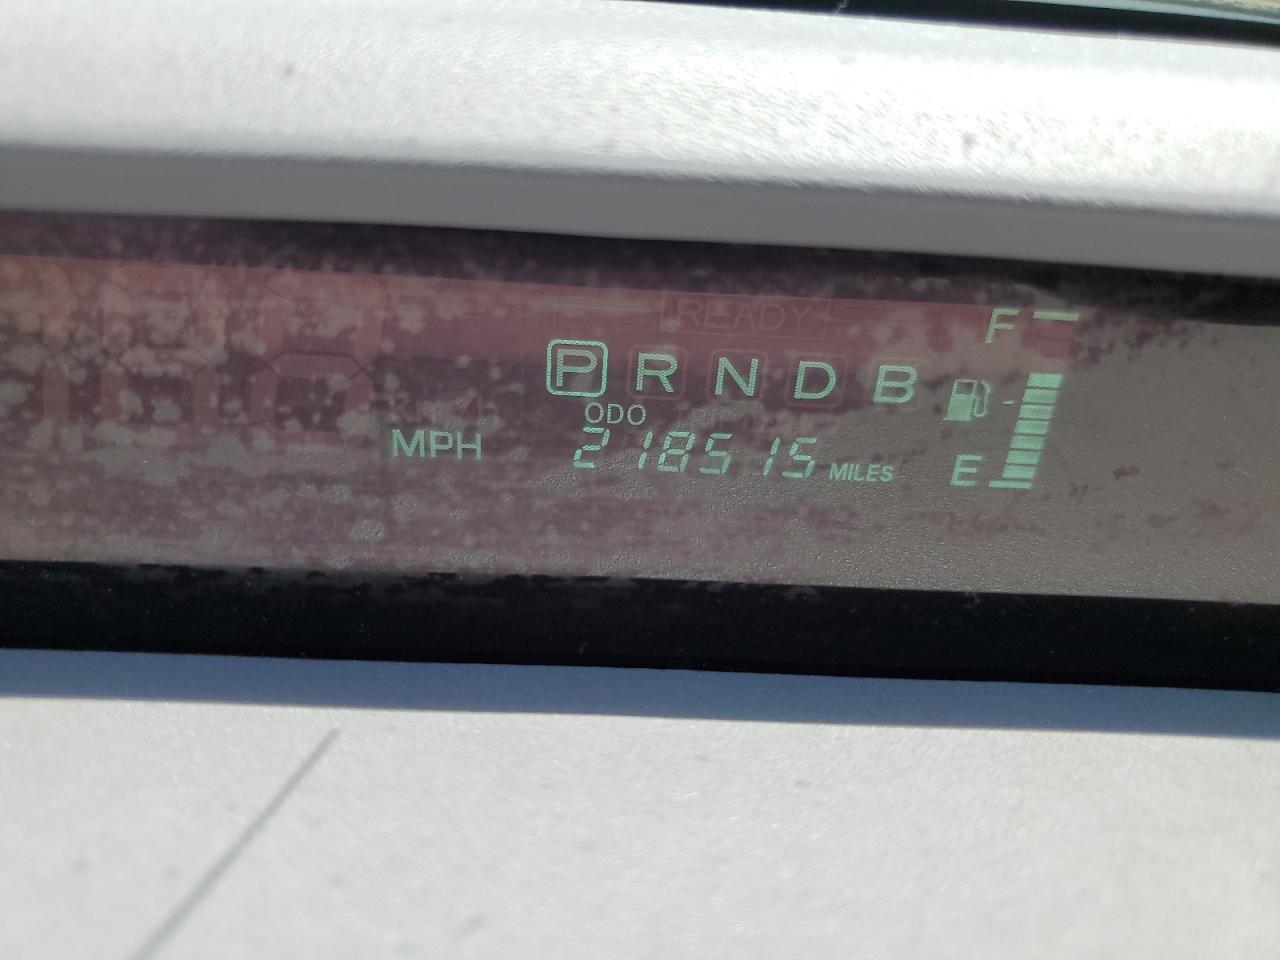 READY
F
P R N D B
ODO
MPH 218515 MILES
E